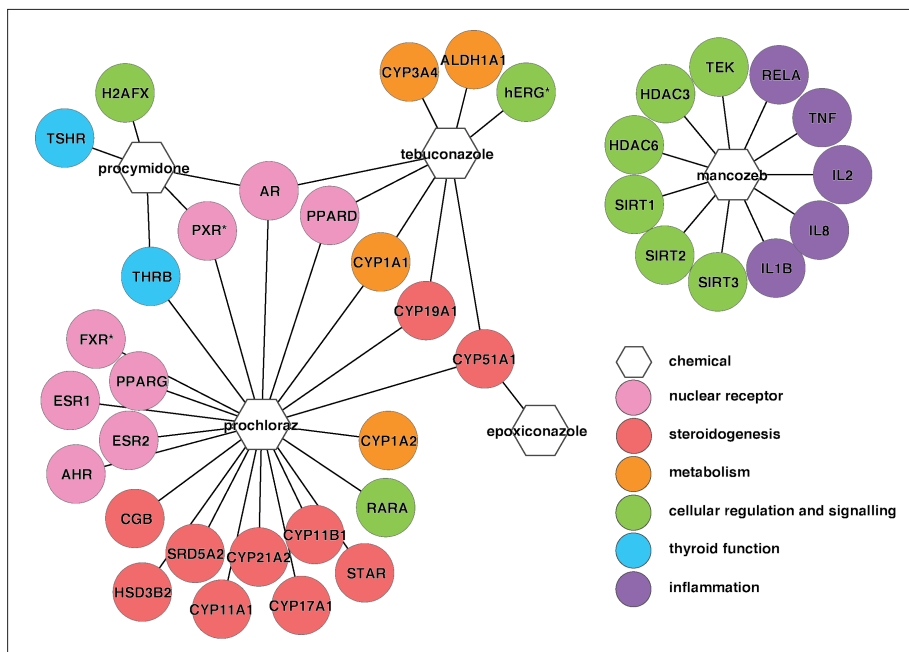 CYP3A4
ALDH1A1
hERG*
H2AFX
TSHR
procymidone
tebuconazole
AR
PPARD
PXR*
THRB
CYP1A1
CYP19A1
CYP51A1
FXR*
PPARG
ESR1
ESR2
AHR
prochloraz
epoxiconazole
CYP1A2
RARA
CGB
SRD5A2
CYP21A2
CYP11B1
STAR
HSD3B2
CYP11A1
CYP17A1
TEK
RELA
HDAC3
TNF
HDAC6
mancozeb
IL2
SIRT1
IL8
SIRT2
IL1B
SIRT3
chemical
nuclear receptor
steroidogenesis
metabolism
cellular regulation and signalling
thyroid function
inflammation